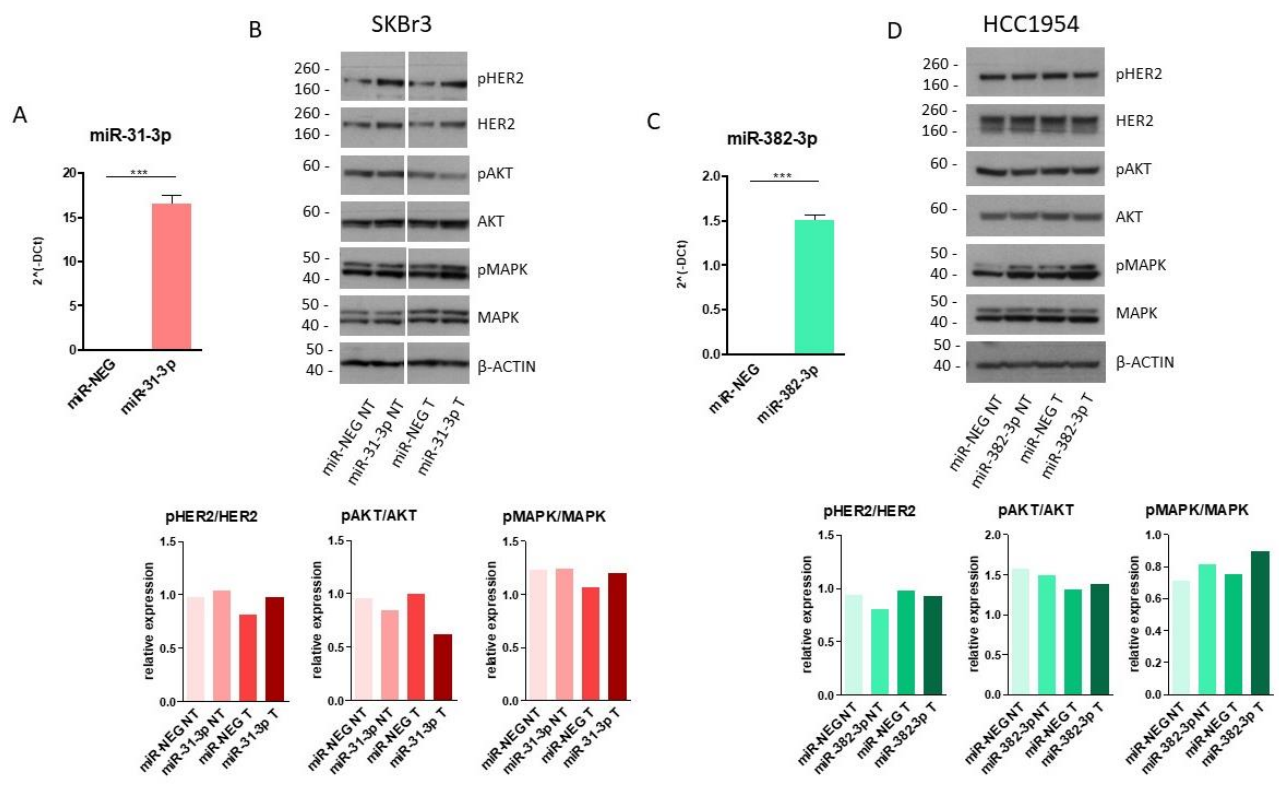 A
miR-31-3p
***
2^(-DCt)
20
15
10
5
0
miR-NEG
miR-31-3p
B
SKBr3
260 -
160 -
pHER2
260 -
160 -
HER2
60 -
pAKT
60 -
AKT
50 -
40 -
pMAPK
50 -
40 -
MAPK
50 -
40 -
β-ACTIN
miR-NEG NT
miR-31-3p NT
miR-NEG T
miR-31-3p T
pHER2/HER2
relative expression
1.5
1.0
0.5
0.0
miR-NEG NT
miR-31-3p NT
miR-NEG T
miR-31-3p T
pAKT/AKT
relative expression
1.5
1.0
0.5
0.0
miR-NEG NT
miR-31-3p NT
miR-NEG T
miR-31-3p T
pMAPK/MAPK
relative expression
1.5
1.0
0.5
0.0
miR-NEG NT
miR-31-3p NT
miR-NEG T
miR-31-3p T
C
miR-382-3p
***
2^(-DCt)
2.0
1.5
1.0
0.5
0.0
miR-NEG
miR-382-3p
D
HCC1954
260 -
160 -
pHER2
260 -
160 -
HER2
60 -
pAKT
60 -
AKT
50 -
40 -
pMAPK
50 -
40 -
MAPK
50 -
40 -
β-ACTIN
miR-NEG NT
miR-382-3p NT
miR-NEG T
miR-382-3p T
pHER2/HER2
relative expression
1.5
1.0
0.5
0.0
miR-NEG NT
miR-382-3p NT
miR-NEG T
miR-382-3p T
pAKT/AKT
relative expression
2.0
1.5
1.0
0.5
0.0
miR-NEG NT
miR-382-3p NT
miR-NEG T
miR-382-3p T
pMAPK/MAPK
relative expression
1.0
0.8
0.6
0.4
0.2
0.0
miR-NEG NT
miR-382-3p NT
miR-NEG T
miR-382-3p T